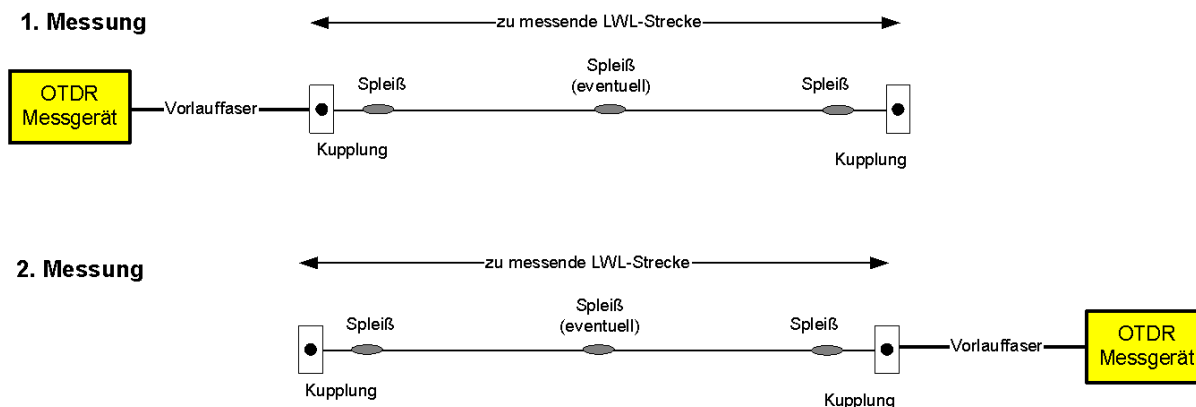 1. Messung
zu messende LWL-Strecke
OTDR
Messgerät
Vorlauffaser
Spleiß
Spleiß
(eventuell)
Spleiß
Kupplung
Kupplung
2. Messung
zu messende LWL-Strecke
Spleiß
Spleiß
(eventuell)
Spleiß
Vorlauffaser
OTDR
Messgerät
Kupplung
Kupplung